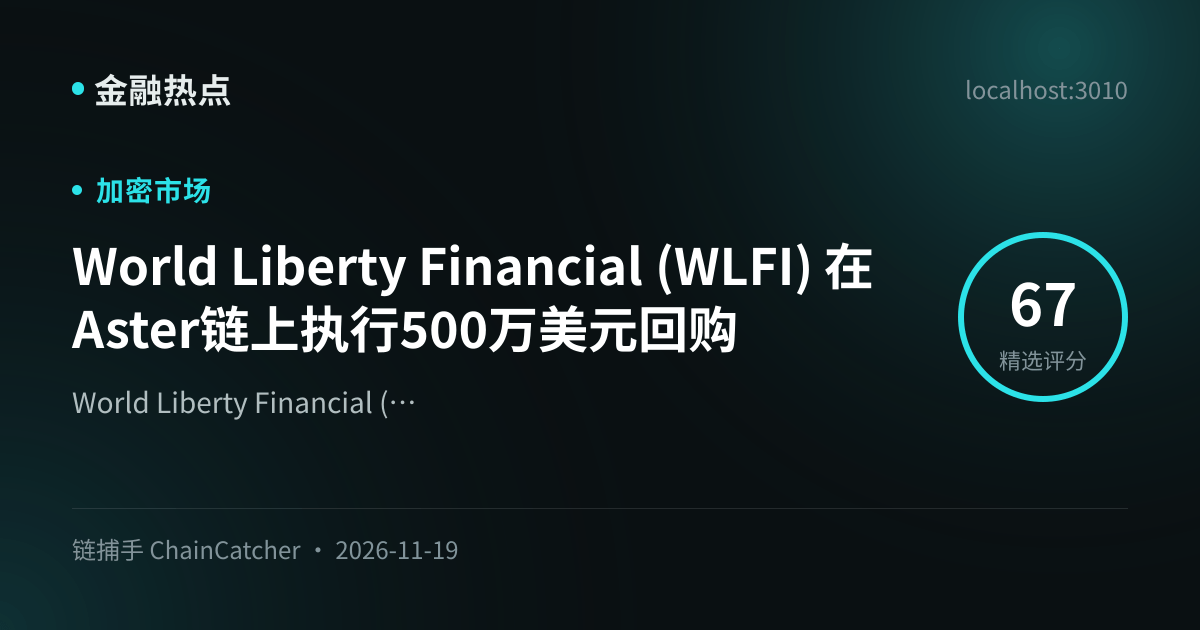 金融热点
localhost:3010
加密市场
World Liberty Financial (WLFI) 在
Aster链上执行500万美元回购
67
精选评分
World Liberty Financial (⋯
链捕手 ChainCatcher · 2026-11-19